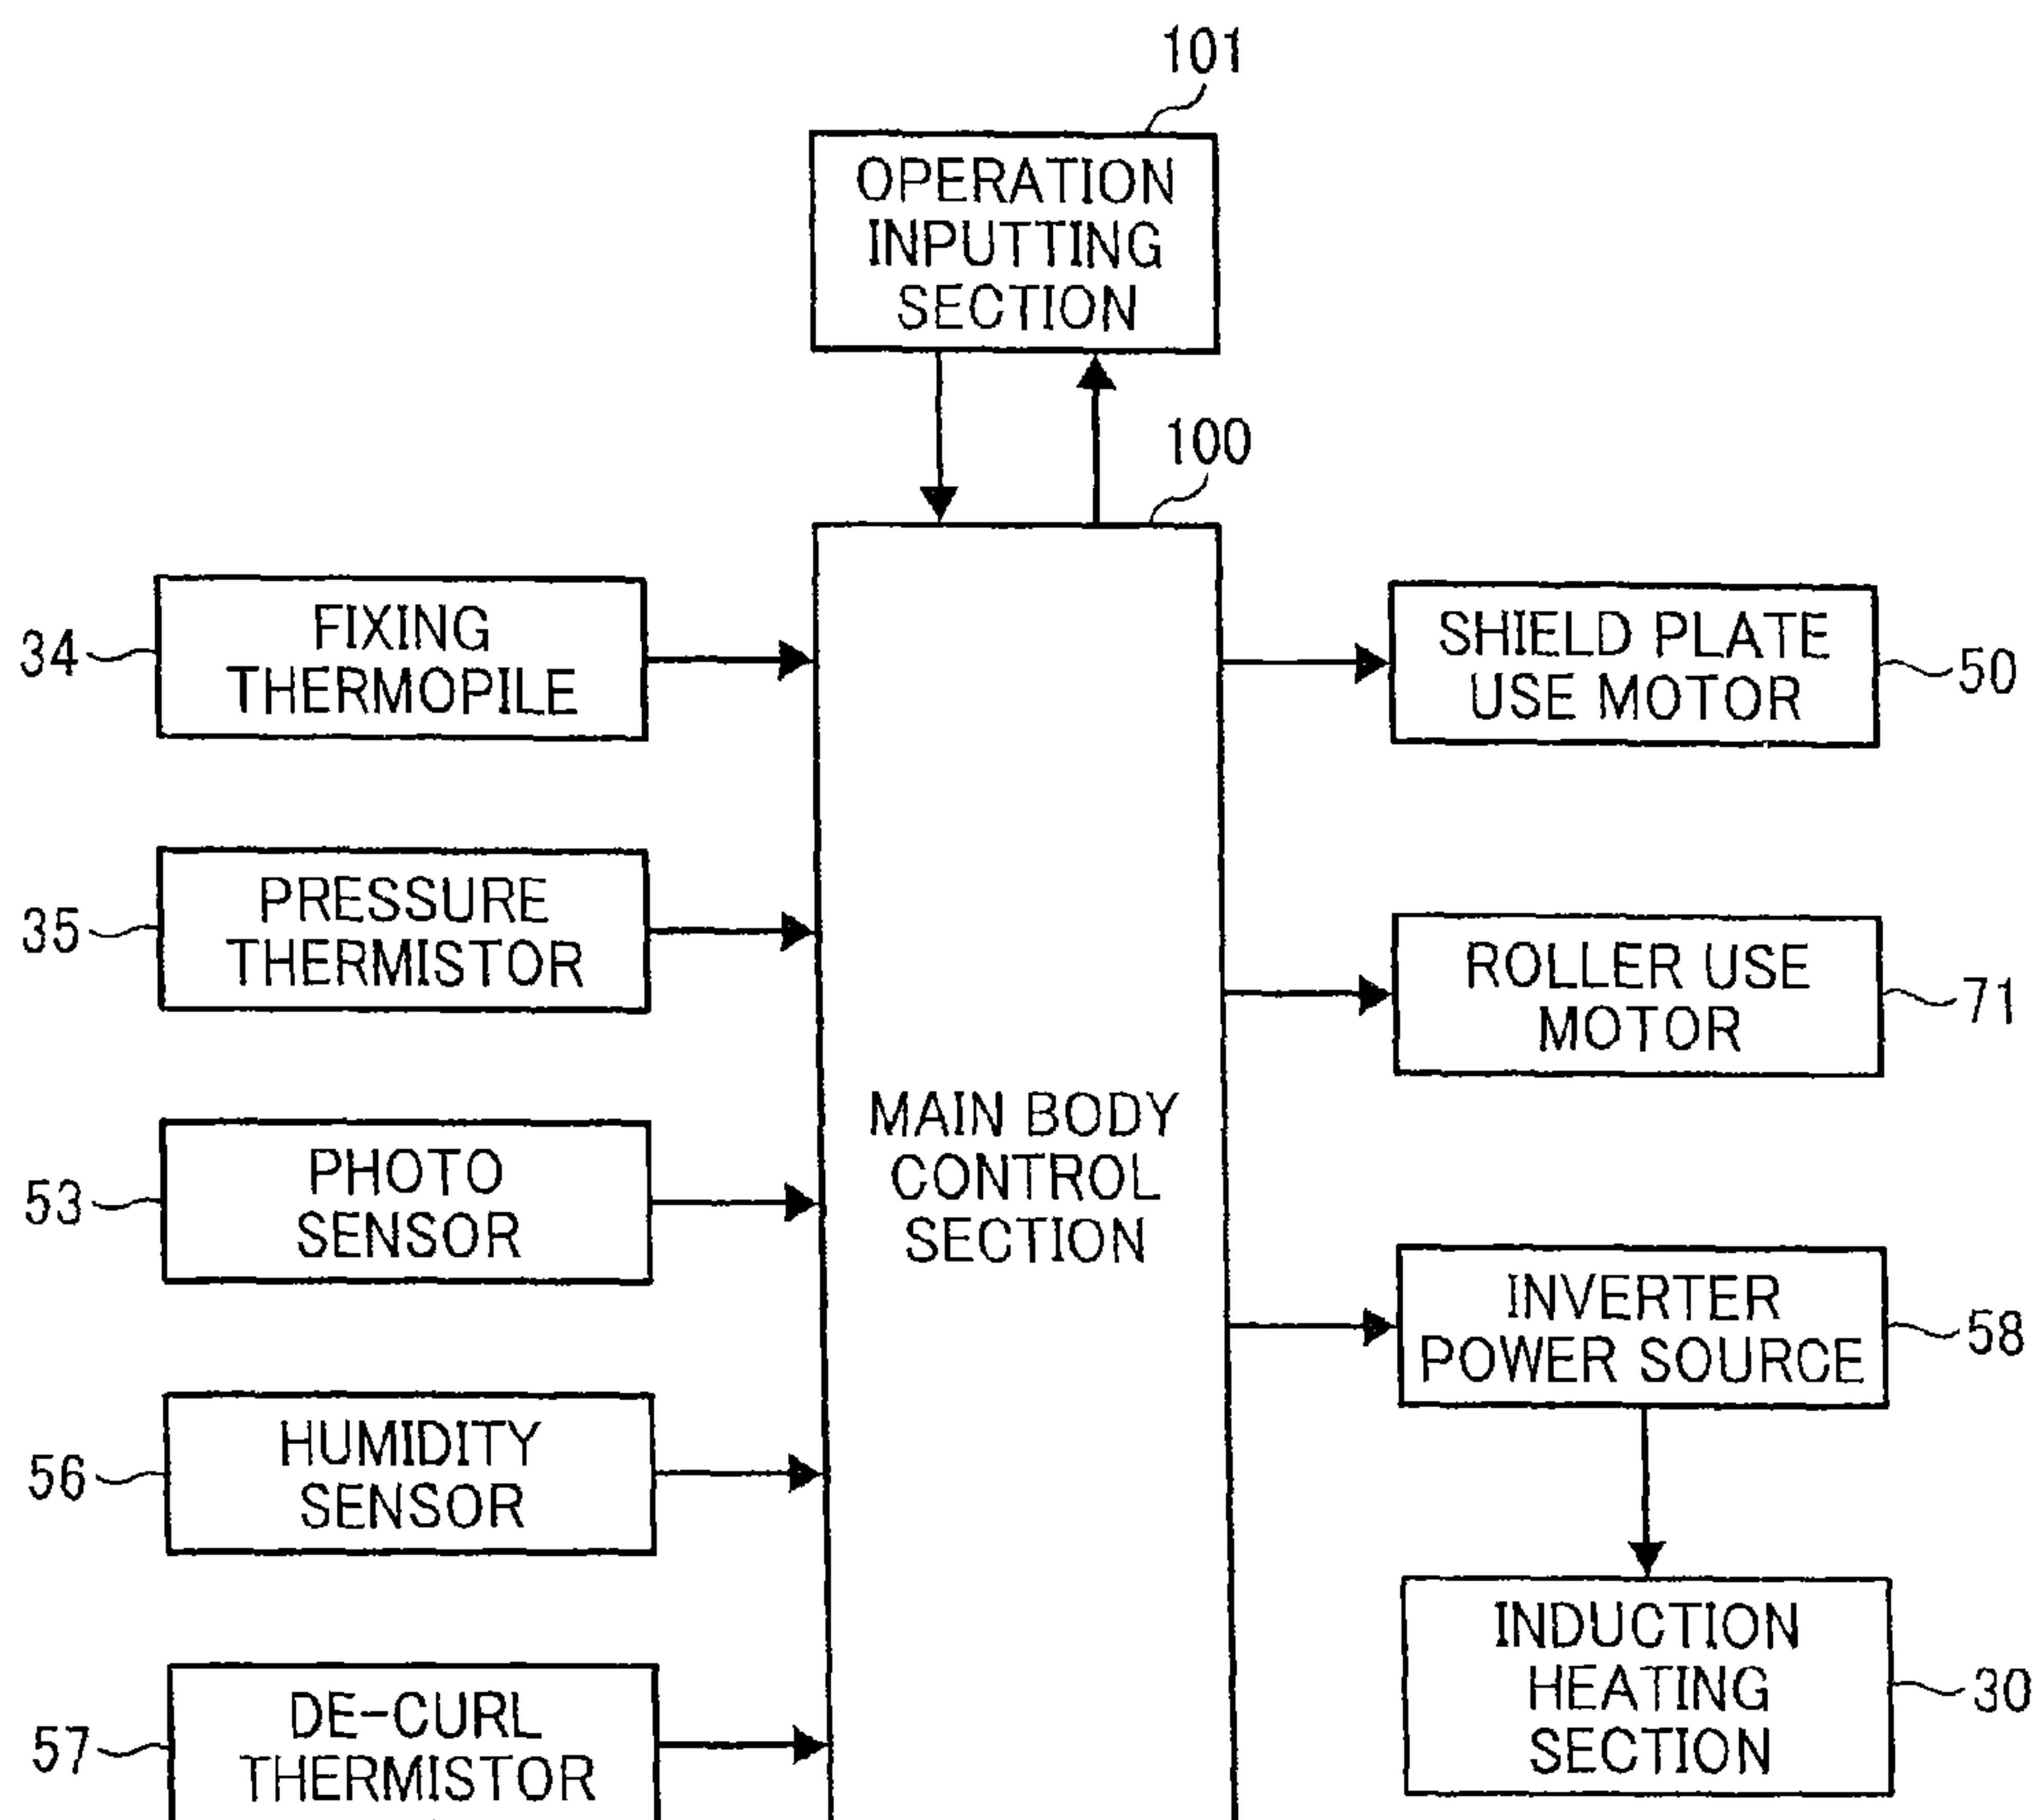 101
OPERATION
INPUTTING
SECTION
100
34
FIXING
THERMOPILE
35
PRESSURE
THERMISTOR
53
PHOTO
SENSOR
56
HUMIDITY
SENSOR
57
DE-CURL
THERMISTOR
MAIN BODY
CONTROL
SECTION
SHIELD PLATE
USE MOTOR
50
ROLLER USE
MOTOR
71
INVERTER
POWER SOURCE
58
INDUCTION
HEATING
SECTION
30